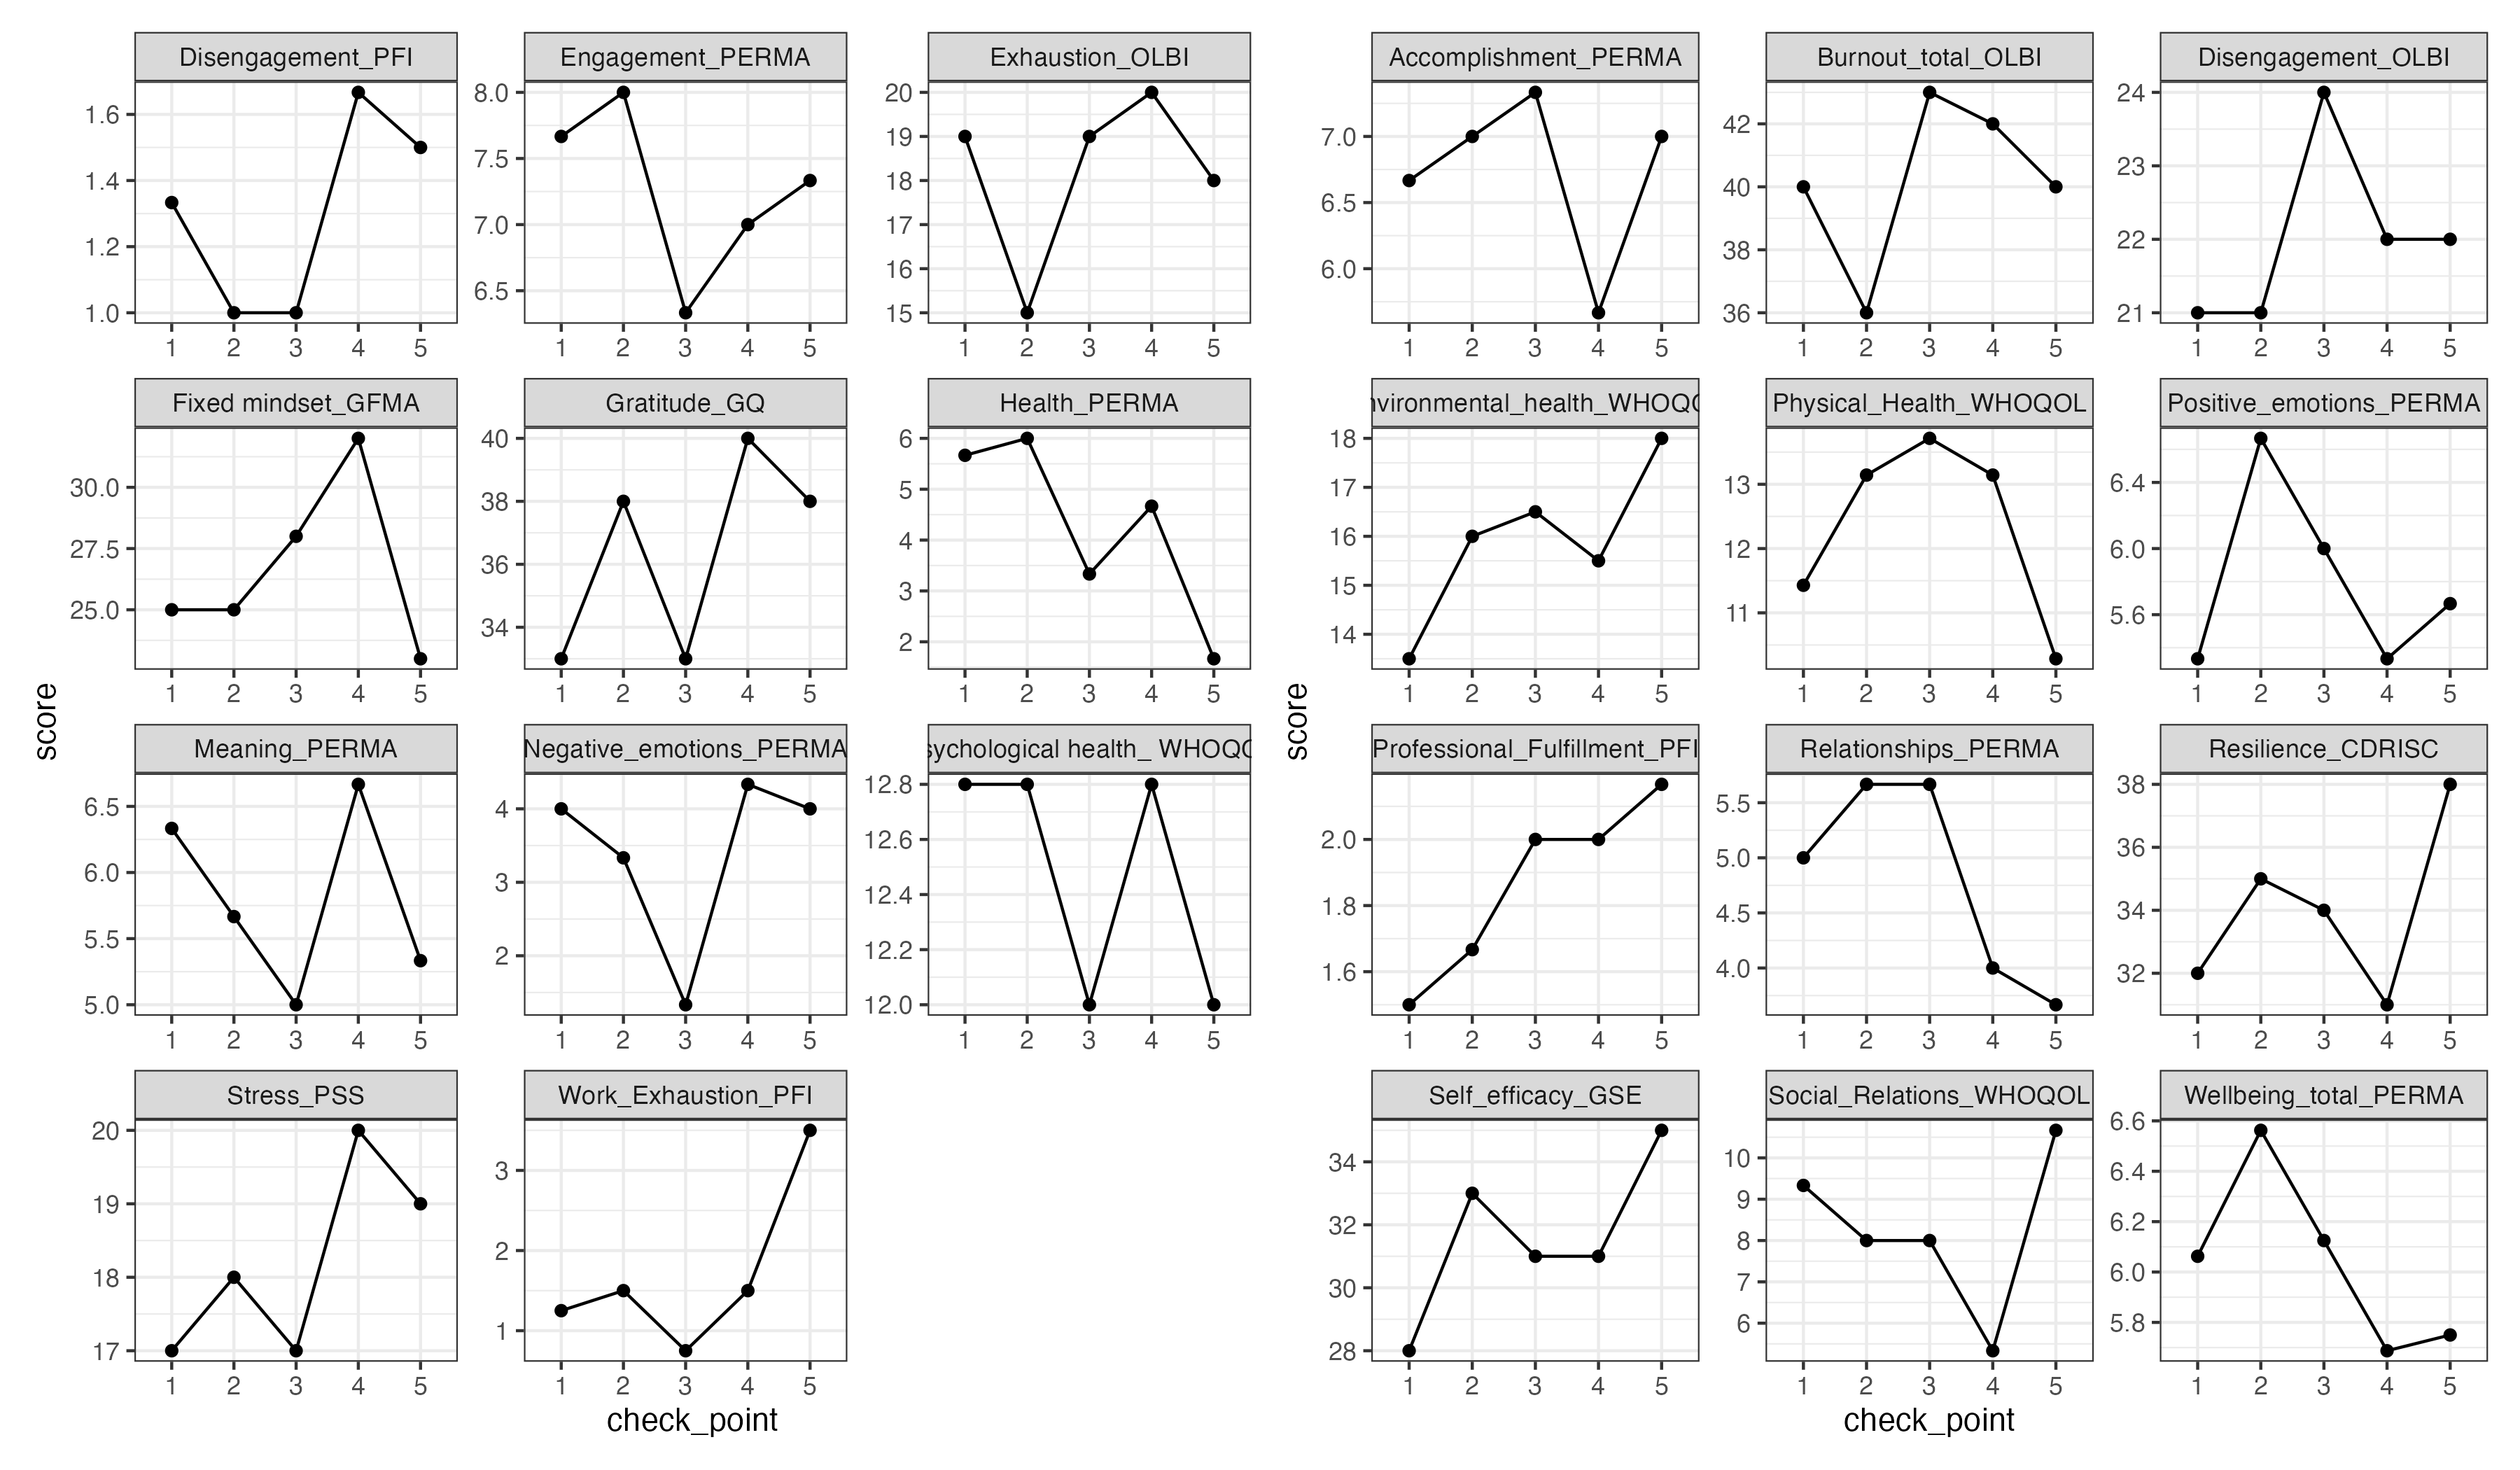 score
Disengagement_PFI
1.6
1.4
1.2
1.0
1 2 3 4 5
Engagement_PERMA
8.0
7.5
7.0
6.5
1 2 3 4 5
Exhaustion_OLBI
20
19
18
17
16
15
1 2 3 4 5
Fixed mindset_GFMA
30.0
27.5
25.0
1 2 3 4 5
Gratitude_GQ
40
38
36
34
1 2 3 4 5
Health_PERMA
6
5
4
3
2
1 2 3 4 5
Meaning_PERMA
6.5
6.0
5.5
5.0
1 2 3 4 5
Negative_emotions_PERMA
4
3
2
1 2 3 4 5
sychological health_ WHOQO
12.8
12.6
12.4
12.2
12.0
1 2 3 4 5
Stress_PSS
20
19
18
17
1 2 3 4 5
Work_Exhaustion_PFI
3
2
1
1 2 3 4 5
check_point
score
Accomplishment_PERMA
7.0
6.5
6.0
1 2 3 4 5
Burnout_total_OLBI
42
40
38
36
1 2 3 4 5
Disengagement_OLBI
24
23
22
21
1 2 3 4 5
nvironmental_health_WHOQO
18
17
16
15
14
1 2 3 4 5
Physical_Health_WHOQOL
13
12
11
1 2 3 4 5
Positive_emotions_PERMA
6.4
6.0
5.6
1 2 3 4 5
Professional_Fulfillment_PFI
2.0
1.8
1.6
1 2 3 4 5
Relationships_PERMA
5.5
5.0
4.5
4.0
1 2 3 4 5
Resilience_CDRISC
38
36
34
32
1 2 3 4 5
Self_efficacy_GSE
34
32
30
28
1 2 3 4 5
Social_Relations_WHOQOL
10
9
8
7
6
1 2 3 4 5
Wellbeing_total_PERMA
6.6
6.4
6.2
6.0
5.8
1 2 3 4 5
check_point